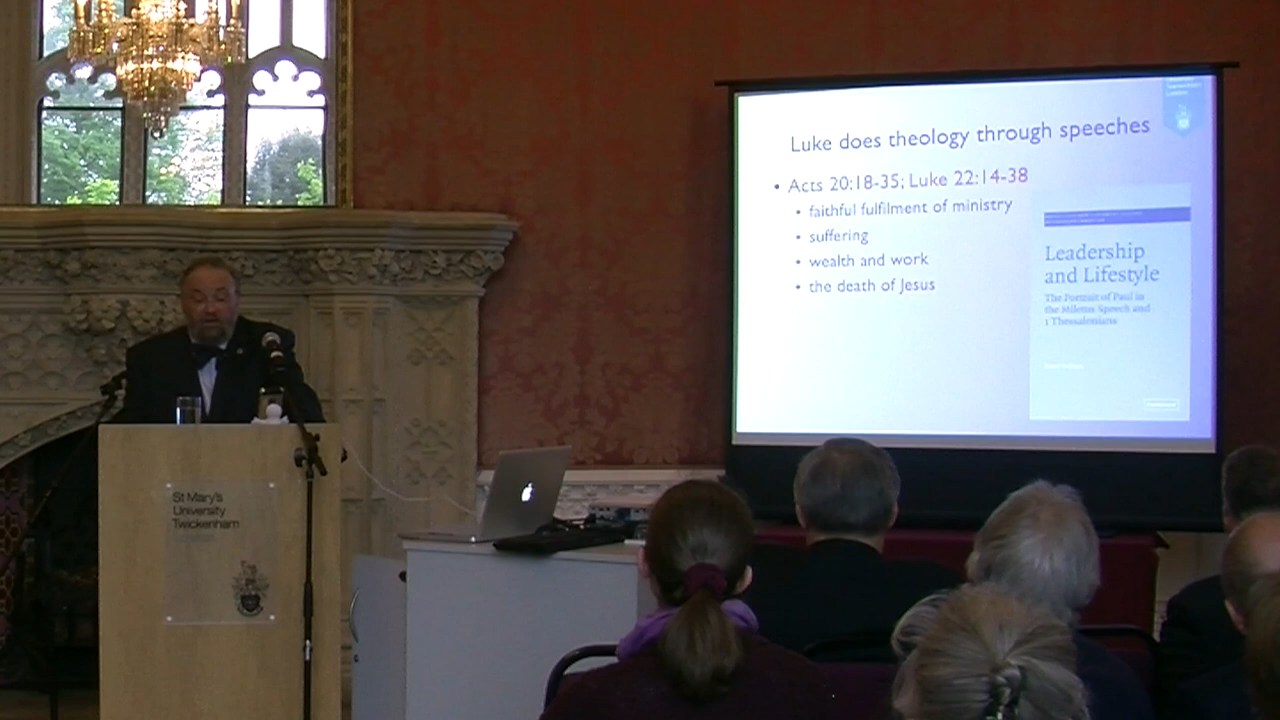 Luke does theology through speeches
• Acts 20:18-35; Luke 22:14-38
• faithful fulfilment of ministry
• suffering
• wealth and work
• the death of Jesus
Leadership
and Lifestyle
The Portrait of Paul in
the Miletus Speech and
1 Thessalonians
St Mary's
University
Twickenham